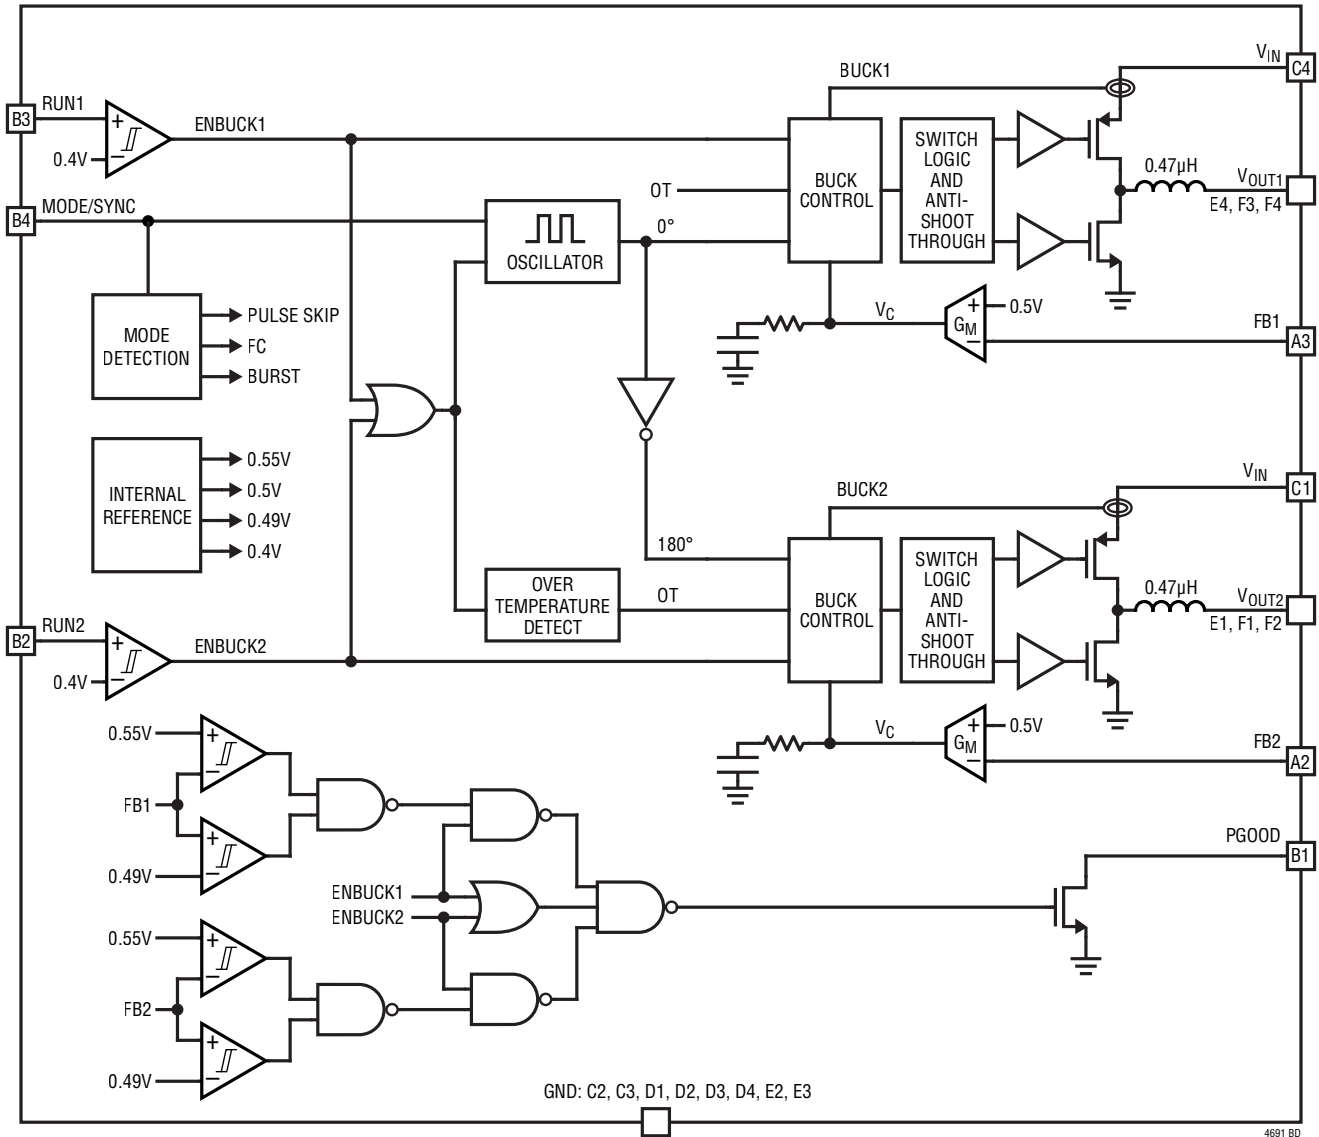 VIN
C4
BUCK1
B3
RUN1
+
ENBUCK1
0.4V
−
SWITCH
LOGIC
AND
ANTI-
SHOOT
THROUGH
BUCK
CONTROL
OT
0.47µH
VOUT1
E4, F3, F4
B4
MODE/SYNC
OSCILLATOR
0°
MODE
DETECTION
PULSE SKIP
FC
BURST
VC
GM
+
−
0.5V
FB1
A3
INTERNAL
REFERENCE
0.55V
0.5V
0.49V
0.4V
VIN
C1
BUCK2
180°
OVER
TEMPERATURE
DETECT
OT
BUCK
CONTROL
SWITCH
LOGIC
AND
ANTI-
SHOOT
THROUGH
0.47µH
VOUT2
E1, F1, F2
B2
RUN2
+
ENBUCK2
0.4V
−
VC
GM
+
−
0.5V
FB2
A2
0.55V
+
−
FB1
+
−
0.49V
ENBUCK1
ENBUCK2
PGOOD
B1
0.55V
+
−
FB2
+
−
0.49V
GND: C2, C3, D1, D2, D3, D4, E2, E3
4691 BD